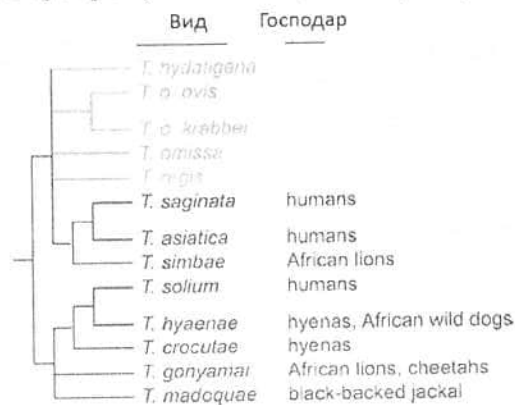 Вид Господар
T. hydatigena
T. o. ovis
T. o. krabbei
T. omissa
T. regis
T. saginata humans
T. asiatica humans
T. simbae African lions
T. solium humans
T. hyaenae hyenas, African wild dogs
T. crocutae hyenas
T. gonyamai African lions, cheetahs
T. madoquae black-backed jackal